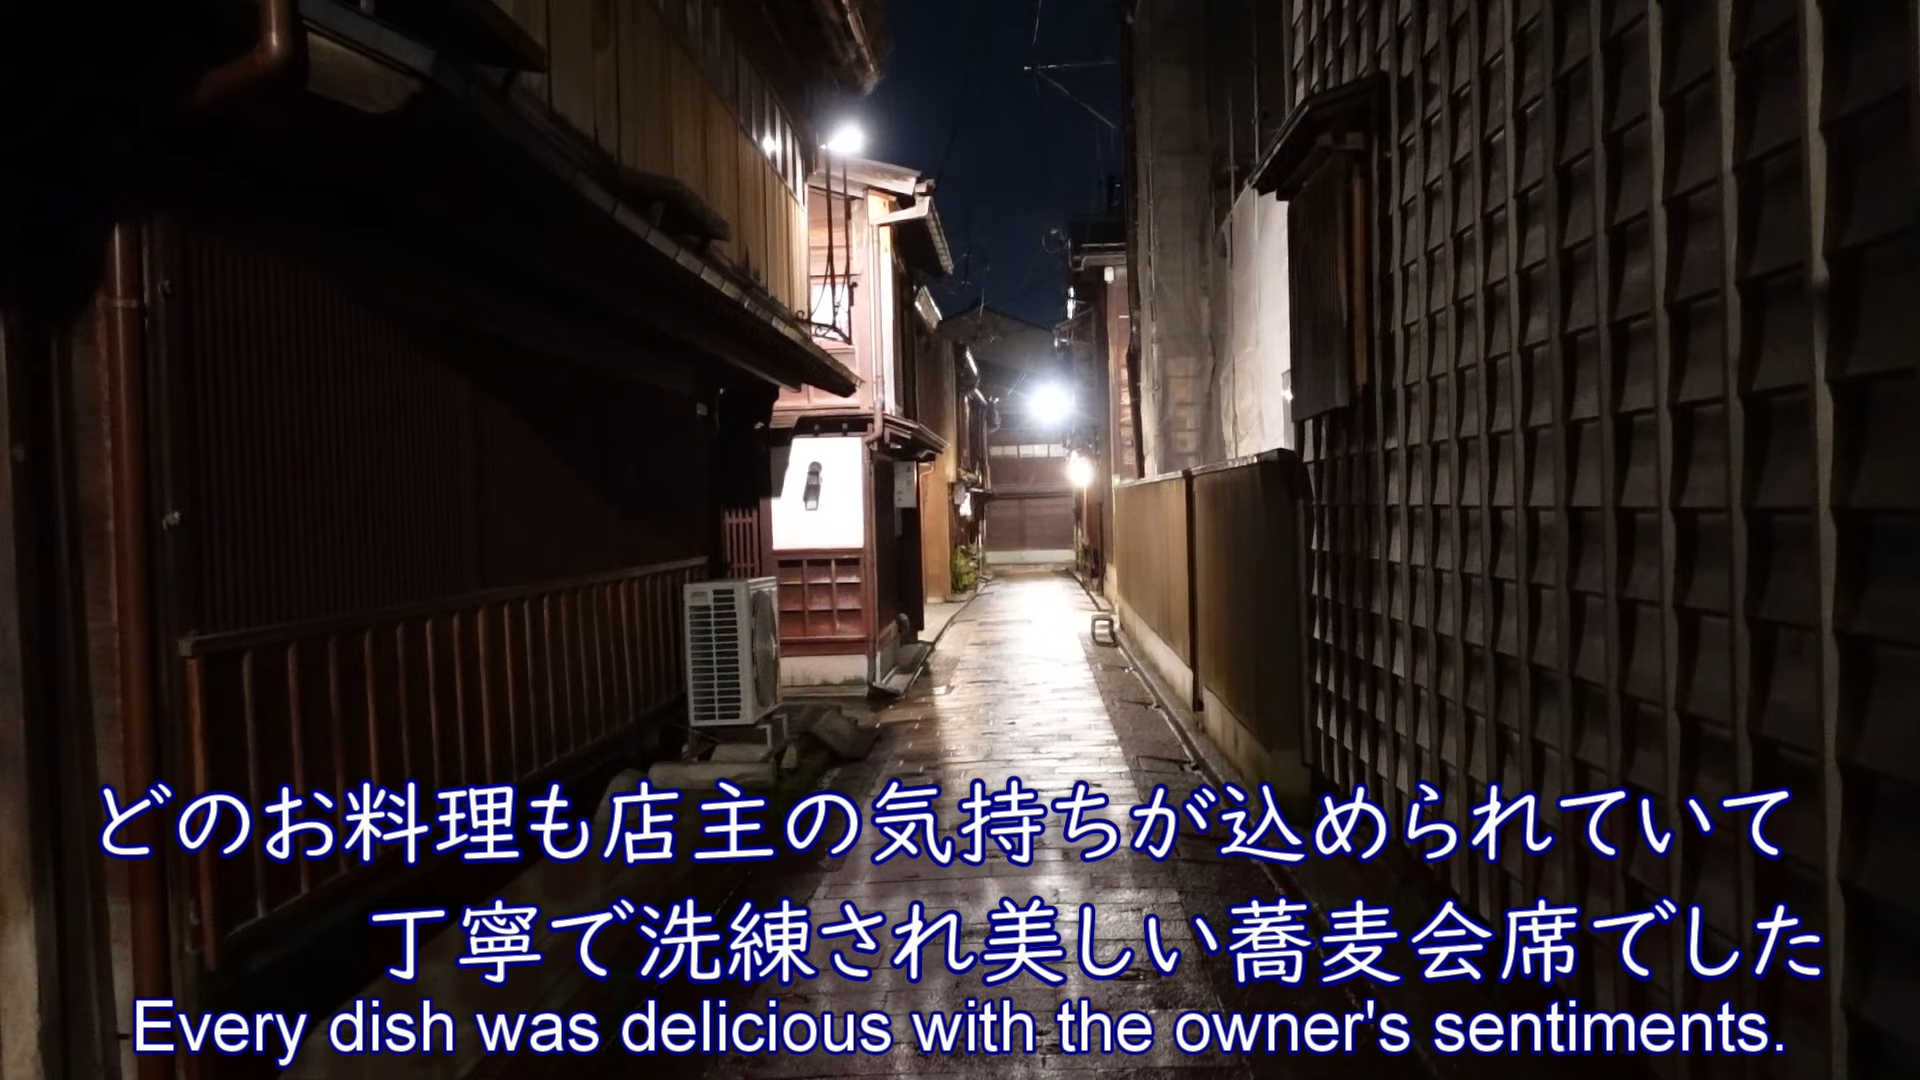 どのお料理も店主の気持ちが込められていて
丁寧で洗練され美しい蕎麦会席でした
Every dish was delicious with the owner's sentiments.